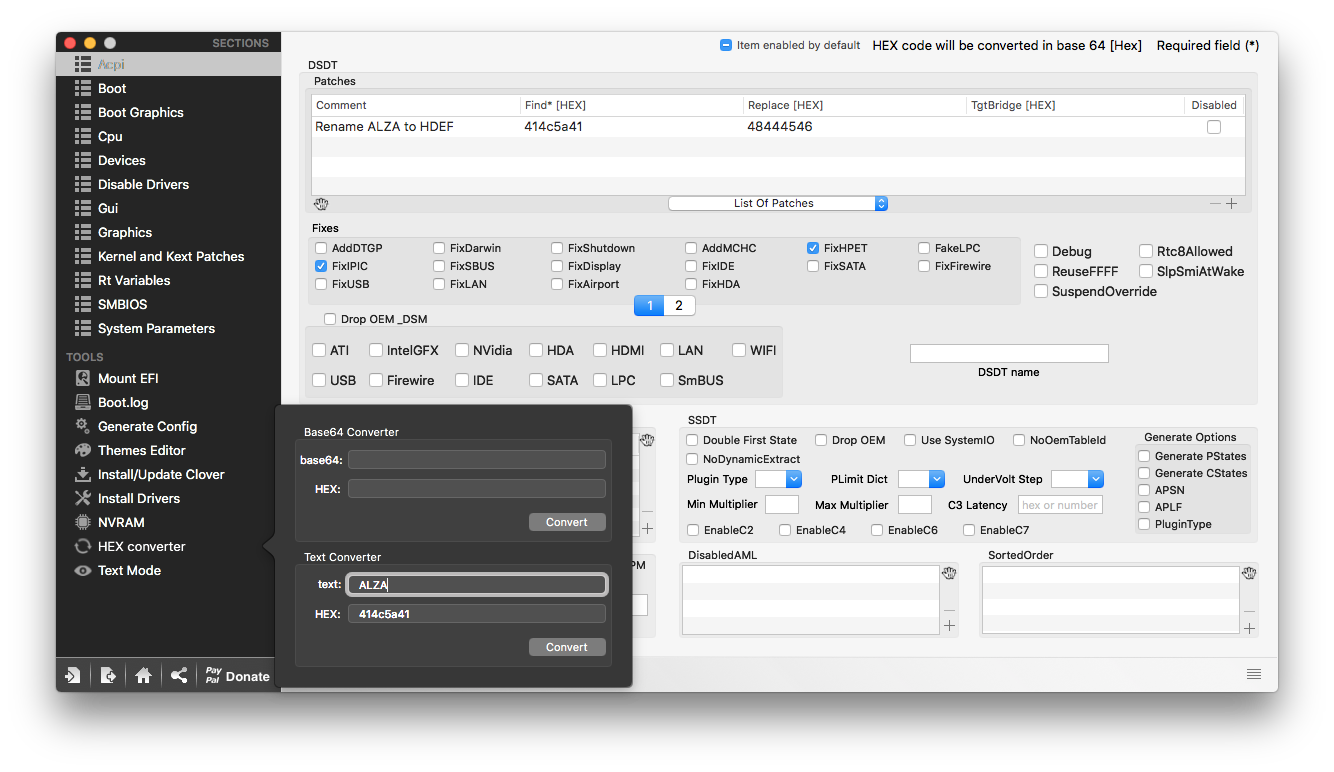 SECTIONS
Acpi
Boot
Boot Graphics
Cpu
Devices
Disable Drivers
Gui
Graphics
Kernel and Kext Patches
Rt Variables
SMBIOS
System Parameters
TOOLS
Mount EFI
Boot.log
Generate Config
Themes Editor
Install/Update Clover
Install Drivers
NVRAM
HEX converter
Text Mode
Pay
Pal Donate
Item enabled by default HEX code will be converted in base 64 [Hex] Required field (*)
DSDT
Patches
Comment Find* [HEX] Replace [HEX] TgtBridge [HEX] Disabled
Rename ALZA to HDEF 414c5a41 48444546
List Of Patches
Fixes
AddDTGP FixDarwin FixShutdown AddMCHC FixHPET FakeLPC
FixIPIC FixSBUS FixDisplay FixIDE FixSATA FixFirewire
FixUSB FixLAN FixAirport FixHDA
1 2
Debug Rtc8Allowed
ReuseFFFF SlpSmiAtWake
SuspendOverride
Drop OEM _DSM
ATI IntelGFX NVidia HDA HDMI LAN WIFI
USB Firewire IDE SATA LPC SmBUS
DSDT name
Base64 Converter
base64:
HEX:
Convert
Text Converter
text: ALZA
HEX: 414c5a41
Convert
PM
SSDT
Double First State Drop OEM Use SystemIO NoOemTableId
NoDynamicExtract
Plugin Type PLimit Dict UnderVolt Step
Min Multiplier Max Multiplier C3 Latency hex or number
EnableC2 EnableC4 EnableC6 EnableC7
Generate Options
Generate PStates
Generate CStates
APSN
APLF
PluginType
DisabledAML
SortedOrder